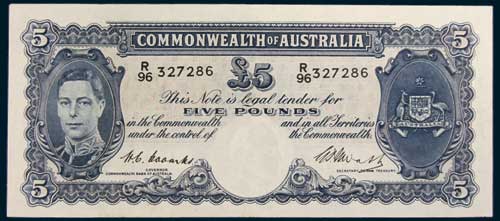 5 COMMONWEALTH OF AUSTRALIA 5
R/96 327286 £5 R/96 327286
This Note is legal tender for
FIVE POUNDS
in the Commonwealth and in all Territories
under the control of the Commonwealth.
GOVERNOR
COMMONWEALTH BANK OF AUSTRALIA
SECRETARY TO THE TREASURY
AUSTRALIA
5 5